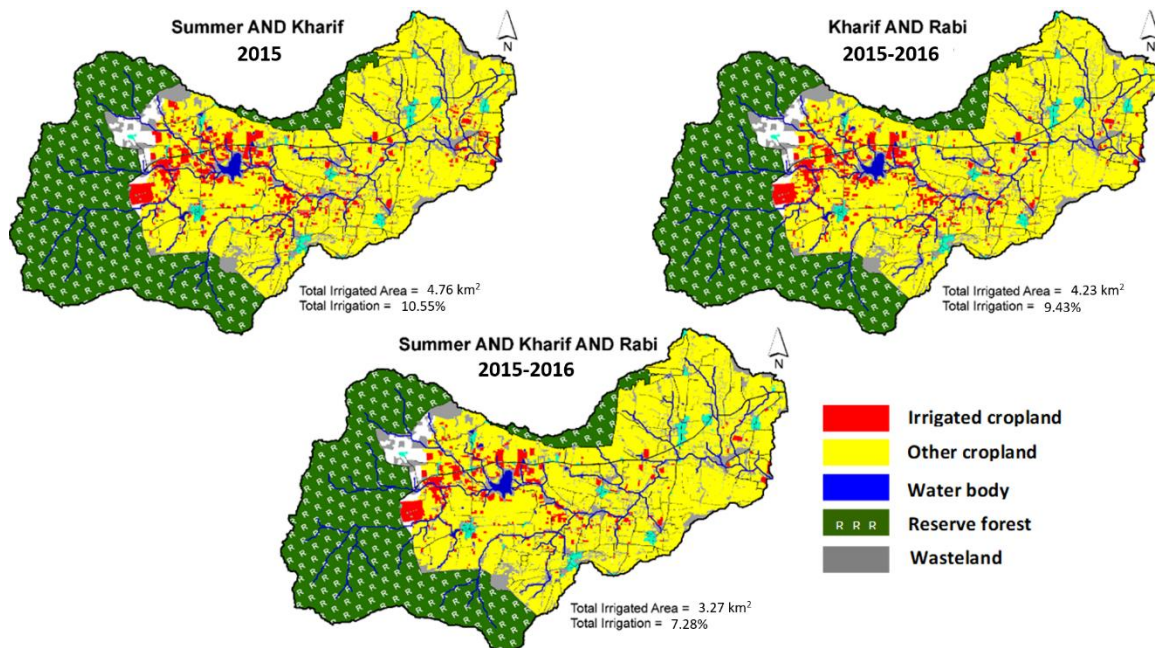 Summer AND Kharif
2015
N
Total Irrigated Area = 4.76 km²
Total Irrigation = 10.55%
Kharif AND Rabi
2015-2016
N
Total Irrigated Area = 4.23 km²
Total Irrigation = 9.43%
Summer AND Kharif AND Rabi
2015-2016
N
Total Irrigated Area = 3.27 km²
Total Irrigation = 7.28%
Irrigated cropland
Other cropland
Water body
R R R
Reserve forest
Wasteland